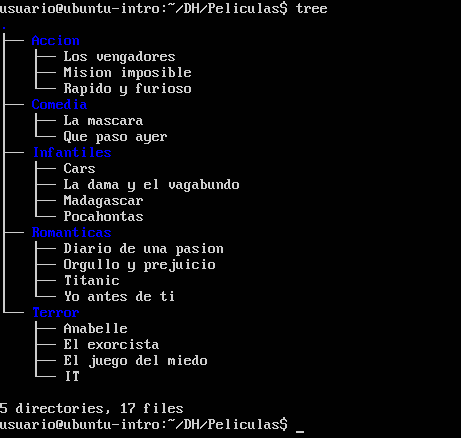 usuario@ubuntu-intro:~/DH/Peliculas$ tree
.
├── Accion
│   ├── Los vengadores
│   ├── Mision imposible
│   └── Rapido y furioso
├── Comedia
│   ├── La mascara
│   └── Que paso ayer
├── Infantiles
│   ├── Cars
│   ├── La dama y el vagabundo
│   ├── Madagascar
│   └── Pocahontas
├── Romanticas
│   ├── Diario de una pasion
│   ├── Orgullo y prejuicio
│   ├── Titanic
│   └── Yo antes de ti
└── Terror
    ├── Anabelle
    ├── El exorcista
    ├── El juego del miedo
    └── IT
5 directories, 17 files
usuario@ubuntu-intro:~/DH/Peliculas$ _